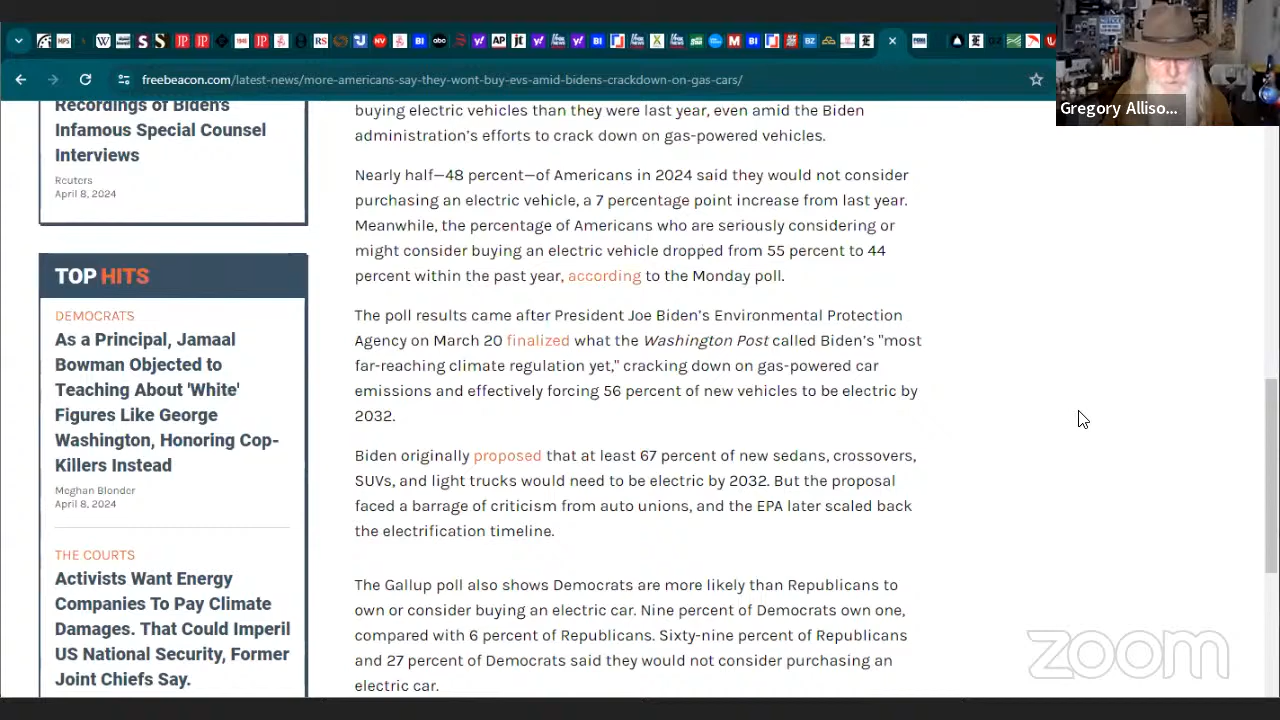 freebeacon.com/latest-news/more-americans-say-they-wont-buy-evs-amid-bidens-crackdown-on-gas-cars/
Gregory Alliso...
Recordings of Biden's
Infamous Special Counsel
Interviews
Reuters
April 8, 2024
TOP HITS
DEMOCRATS
As a Principal, Jamaal
Bowman Objected to
Teaching About 'White'
Figures Like George
Washington, Honoring Cop-
Killers Instead
Meghan Blonder
April 8, 2024
THE COURTS
Activists Want Energy
Companies To Pay Climate
Damages. That Could Imperil
US National Security, Former
Joint Chiefs Say.
buying electric vehicles than they were last year, even amid the Biden
administration's efforts to crack down on gas-powered vehicles.
Nearly half—48 percent—of Americans in 2024 said they would not consider
purchasing an electric vehicle, a 7 percentage point increase from last year.
Meanwhile, the percentage of Americans who are seriously considering or
might consider buying an electric vehicle dropped from 55 percent to 44
percent within the past year, according to the Monday poll.
The poll results came after President Joe Biden's Environmental Protection
Agency on March 20 finalized what the Washington Post called Biden's "most
far-reaching climate regulation yet," cracking down on gas-powered car
emissions and effectively forcing 56 percent of new vehicles to be electric by
2032.
Biden originally proposed that at least 67 percent of new sedans, crossovers,
SUVs, and light trucks would need to be electric by 2032. But the proposal
faced a barrage of criticism from auto unions, and the EPA later scaled back
the electrification timeline.
The Gallup poll also shows Democrats are more likely than Republicans to
own or consider buying an electric car. Nine percent of Democrats own one,
compared with 6 percent of Republicans. Sixty-nine percent of Republicans
and 27 percent of Democrats said they would not consider purchasing an
electric car.
zoom